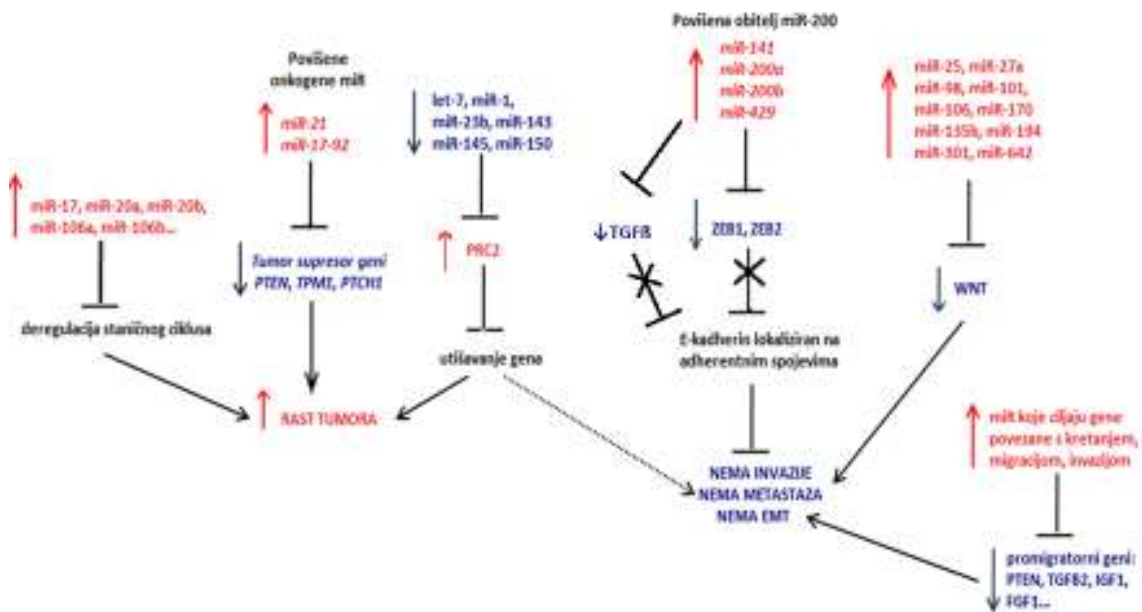 Povišena obitelj miR-200
miR-141
miR-200a
miR-200b
miR-429
Povišene
onkogene miR
miR-21
miR-17-92
let-7, miR-1,
miR-23b, miR-143
miR-145, miR-150
miR-25, miR-27a
miR-98, miR-101,
miR-106, miR-170
miR-135b, miR-194
miR-301, miR-642
miR-17, miR-20a, miR-20b,
miR-106a, miR-106b...
Tumor supresor geni
PTEN, TPM1, PTCH1
PRC2
TGFß
ZEB1, ZEB2
WNT
deregulacija staničnog ciklusa
utišavanje gena
E-kadherin lokaliziran na
adherentnim spojevima
RAST TUMORA
miR koje ciljaju gene
povezane s kretanjem,
migracijom, invazijom
NEMA INVAZIJE
NEMA METASTAZA
NEMA EMT
promigratorni geni:
PTEN, TGFB2, IGF1,
FGF1...